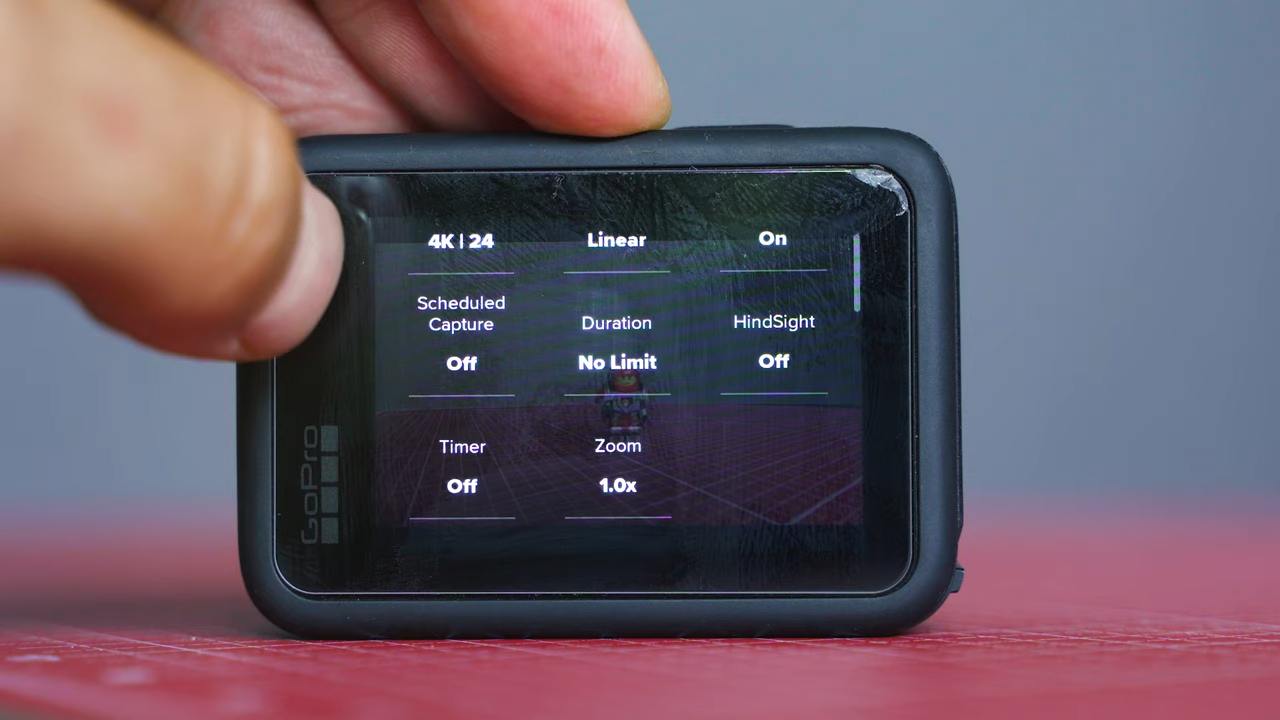 4K | 24
Linear
On
Scheduled
Capture
Duration
HindSight
Off
No Limit
Off
Timer
Zoom
Off
1.0x
GoPro